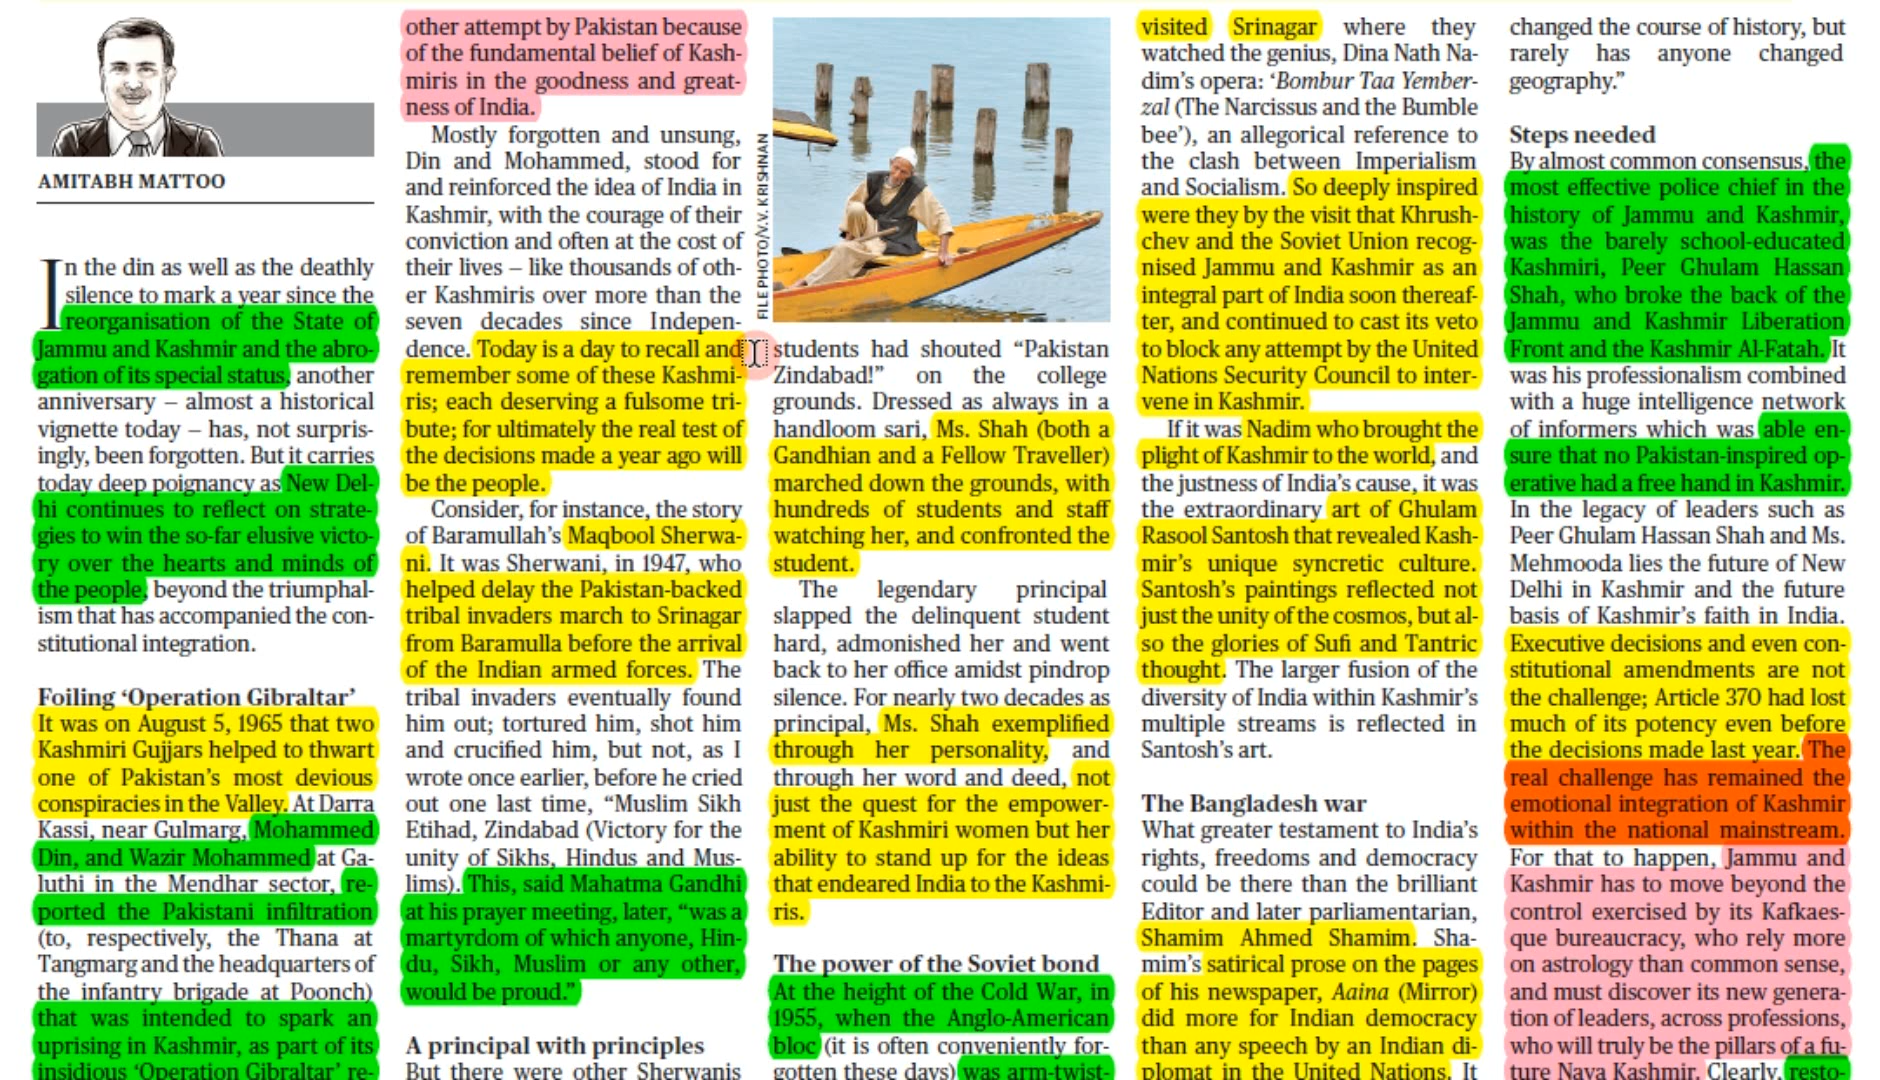 AMITABH MATTOO
In the din as well as the deathly
silence to mark a year since the
reorganisation of the State of
Jammu and Kashmir and the abro-
gation of its special status, another
anniversary – almost a historical
vignette today – has, not surpris-
ingly, been forgotten. But it carries
today deep poignancy as New Del-
hi continues to reflect on strate-
gies to win the so-far elusive victo-
ry over the hearts and minds of
the people, beyond the triumphal-
ism that has accompanied the con-
stitutional integration.
Foiling ‘Operation Gibraltar’
It was on August 5, 1965 that two
Kashmiri Gujjars helped to thwart
one of Pakistan’s most devious
conspiracies in the Valley. At Darra
Kassi, near Gulmarg, Mohammed
Din, and Wazir Mohammed at Ga-
luthi in the Mendhar sector, re-
ported the Pakistani infiltration
(to, respectively, the Thana at
Tangmarg and the headquarters of
the infantry brigade at Poonch)
that was intended to spark an
uprising in Kashmir, as part of its
insidious ‘Operation Gibraltar’ re-
other attempt by Pakistan because
of the fundamental belief of Kash-
miris in the goodness and great-
ness of India.
Mostly forgotten and unsung,
Din and Mohammed, stood for
and reinforced the idea of India in
Kashmir, with the courage of their
conviction and often at the cost of
their lives – like thousands of oth-
er Kashmiris over more than the
seven decades since Indepen-
dence. Today is a day to recall and
remember some of these Kashmi-
ris; each deserving a fulsome tri-
bute; for ultimately the real test of
the decisions made a year ago will
be the people.
Consider, for instance, the story
of Baramullah’s Maqbool Sherwa-
ni. It was Sherwani, in 1947, who
helped delay the Pakistan-backed
tribal invaders march to Srinagar
from Baramulla before the arrival
of the Indian armed forces. The
tribal invaders eventually found
him out; tortured him, shot him
and crucified him, but not, as I
wrote once earlier, before he cried
out one last time, “Muslim Sikh
Etihad, Zindabad (Victory for the
unity of Sikhs, Hindus and Mus-
lims). This, said Mahatma Gandhi
at his prayer meeting, later, “was a
martyrdom of which anyone, Hin-
du, Sikh, Muslim or any other,
would be proud.”
A principal with principles
But there were other Sherwanis
FILE PHOTO/V.V. KRISHNAN
students had shouted “Pakistan
Zindabad!” on the college
grounds. Dressed as always in a
handloom sari, Ms. Shah (both a
Gandhian and a Fellow Traveller)
marched down the grounds, with
hundreds of students and staff
watching her, and confronted the
student.
The legendary principal
slapped the delinquent student
hard, admonished her and went
back to her office amidst pindrop
silence. For nearly two decades as
principal, Ms. Shah exemplified
through her personality, and
through her word and deed, not
just the quest for the empower-
ment of Kashmiri women but her
ability to stand up for the ideas
that endeared India to the Kashmi-
ris.
The power of the Soviet bond
At the height of the Cold War, in
1955, when the Anglo-American
bloc (it is often conveniently for-
gotten these days) was arm-twist-
visited Srinagar where they
watched the genius, Dina Nath Na-
dim’s opera: ‘Bombur Taa Yember-
zal (The Narcissus and the Bumble
bee’), an allegorical reference to
the clash between Imperialism
and Socialism. So deeply inspired
were they by the visit that Khrush-
chev and the Soviet Union recog-
nised Jammu and Kashmir as an
integral part of India soon thereaf-
ter, and continued to cast its veto
to block any attempt by the United
Nations Security Council to inter-
vene in Kashmir.
If it was Nadim who brought the
plight of Kashmir to the world, and
the justness of India’s cause, it was
the extraordinary art of Ghulam
Rasool Santosh that revealed Kash-
mir’s unique syncretic culture.
Santosh’s paintings reflected not
just the unity of the cosmos, but al-
so the glories of Sufi and Tantric
thought. The larger fusion of the
diversity of India within Kashmir’s
multiple streams is reflected in
Santosh’s art.
The Bangladesh war
What greater testament to India’s
rights, freedoms and democracy
could be there than the brilliant
Editor and later parliamentarian,
Shamim Ahmed Shamim. Sha-
mim’s satirical prose on the pages
of his newspaper, Aaina (Mirror)
did more for Indian democracy
than any speech by an Indian di-
plomat in the United Nations. It
changed the course of history, but
rarely has anyone changed
geography.”
Steps needed
By almost common consensus, the
most effective police chief in the
history of Jammu and Kashmir,
was the barely school-educated
Kashmiri, Peer Ghulam Hassan
Shah, who broke the back of the
Jammu and Kashmir Liberation
Front and the Kashmir Al-Fatah. It
was his professionalism combined
with a huge intelligence network
of informers which was able en-
sure that no Pakistan-inspired op-
erative had a free hand in Kashmir.
In the legacy of leaders such as
Peer Ghulam Hassan Shah and Ms.
Mehmooda lies the future of New
Delhi in Kashmir and the future
basis of Kashmir’s faith in India.
Executive decisions and even con-
stitutional amendments are not
the challenge; Article 370 had lost
much of its potency even before
the decisions made last year. The
real challenge has remained the
emotional integration of Kashmir
within the national mainstream.
For that to happen, Jammu and
Kashmir has to move beyond the
control exercised by its Kafkaes-
que bureaucracy, who rely more
on astrology than common sense,
and must discover its new genera-
tion of leaders, across professions,
who will truly be the pillars of a fu-
ture Naya Kashmir. Clearly, resto-